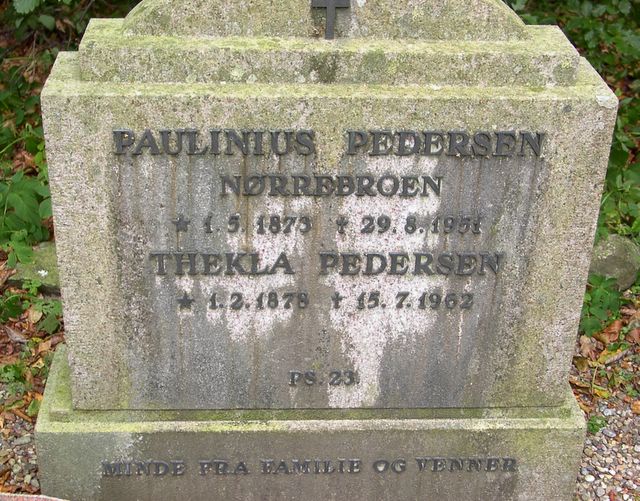 PAULINIUS PEDERSEN
NØRREBROEN
★ 1. 5. 1873 ✝ 29. 8. 1951
THEKLA PEDERSEN
★ 1. 2. 1878 ✝ 15. 7. 1962
PS. 23.
MINDE FRA FAMILIE OG VENNER